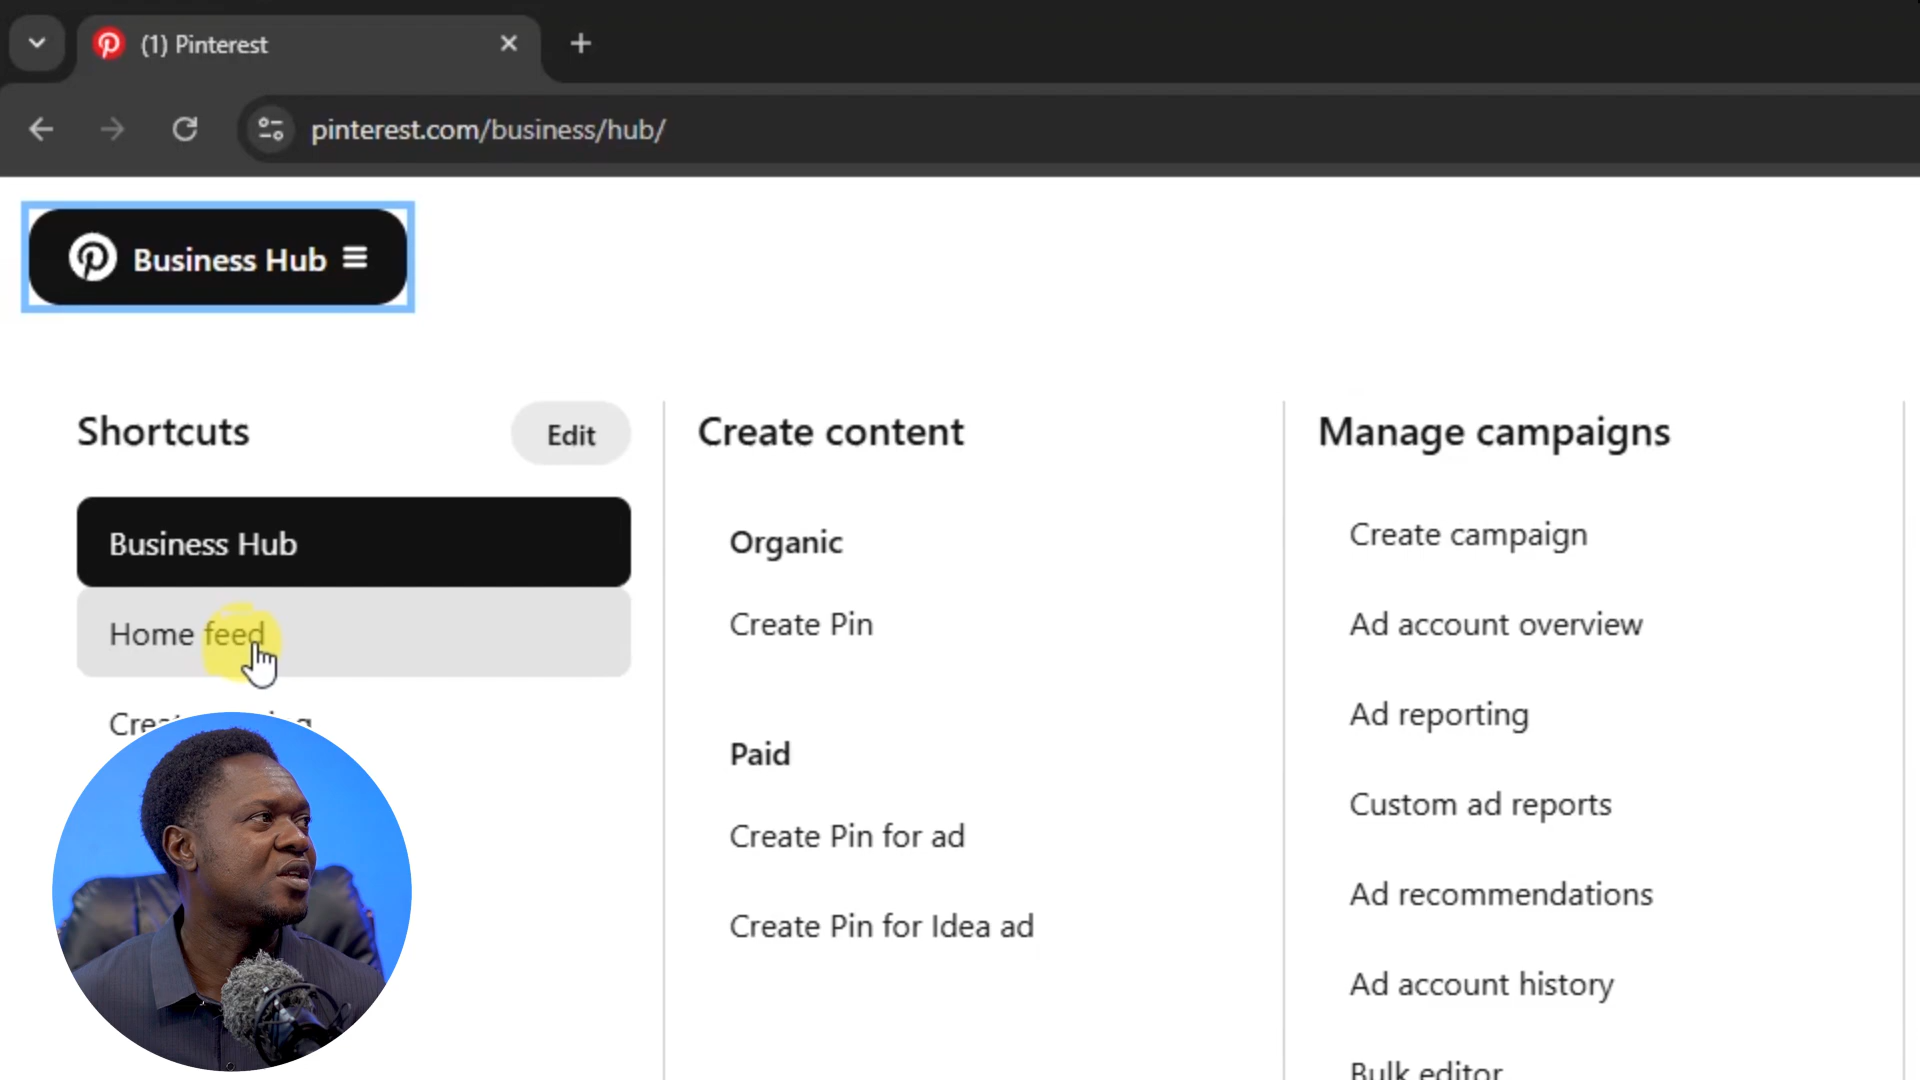 (1) Pinterest
pinterest.com/business/hub/
Business Hub
Shortcuts
Edit
Business Hub
Home feed
Create content
Organic
Create Pin
Paid
Create Pin for ad
Create Pin for Idea ad
Manage campaigns
Create campaign
Ad account overview
Ad reporting
Custom ad reports
Ad recommendations
Ad account history
Bulk editor